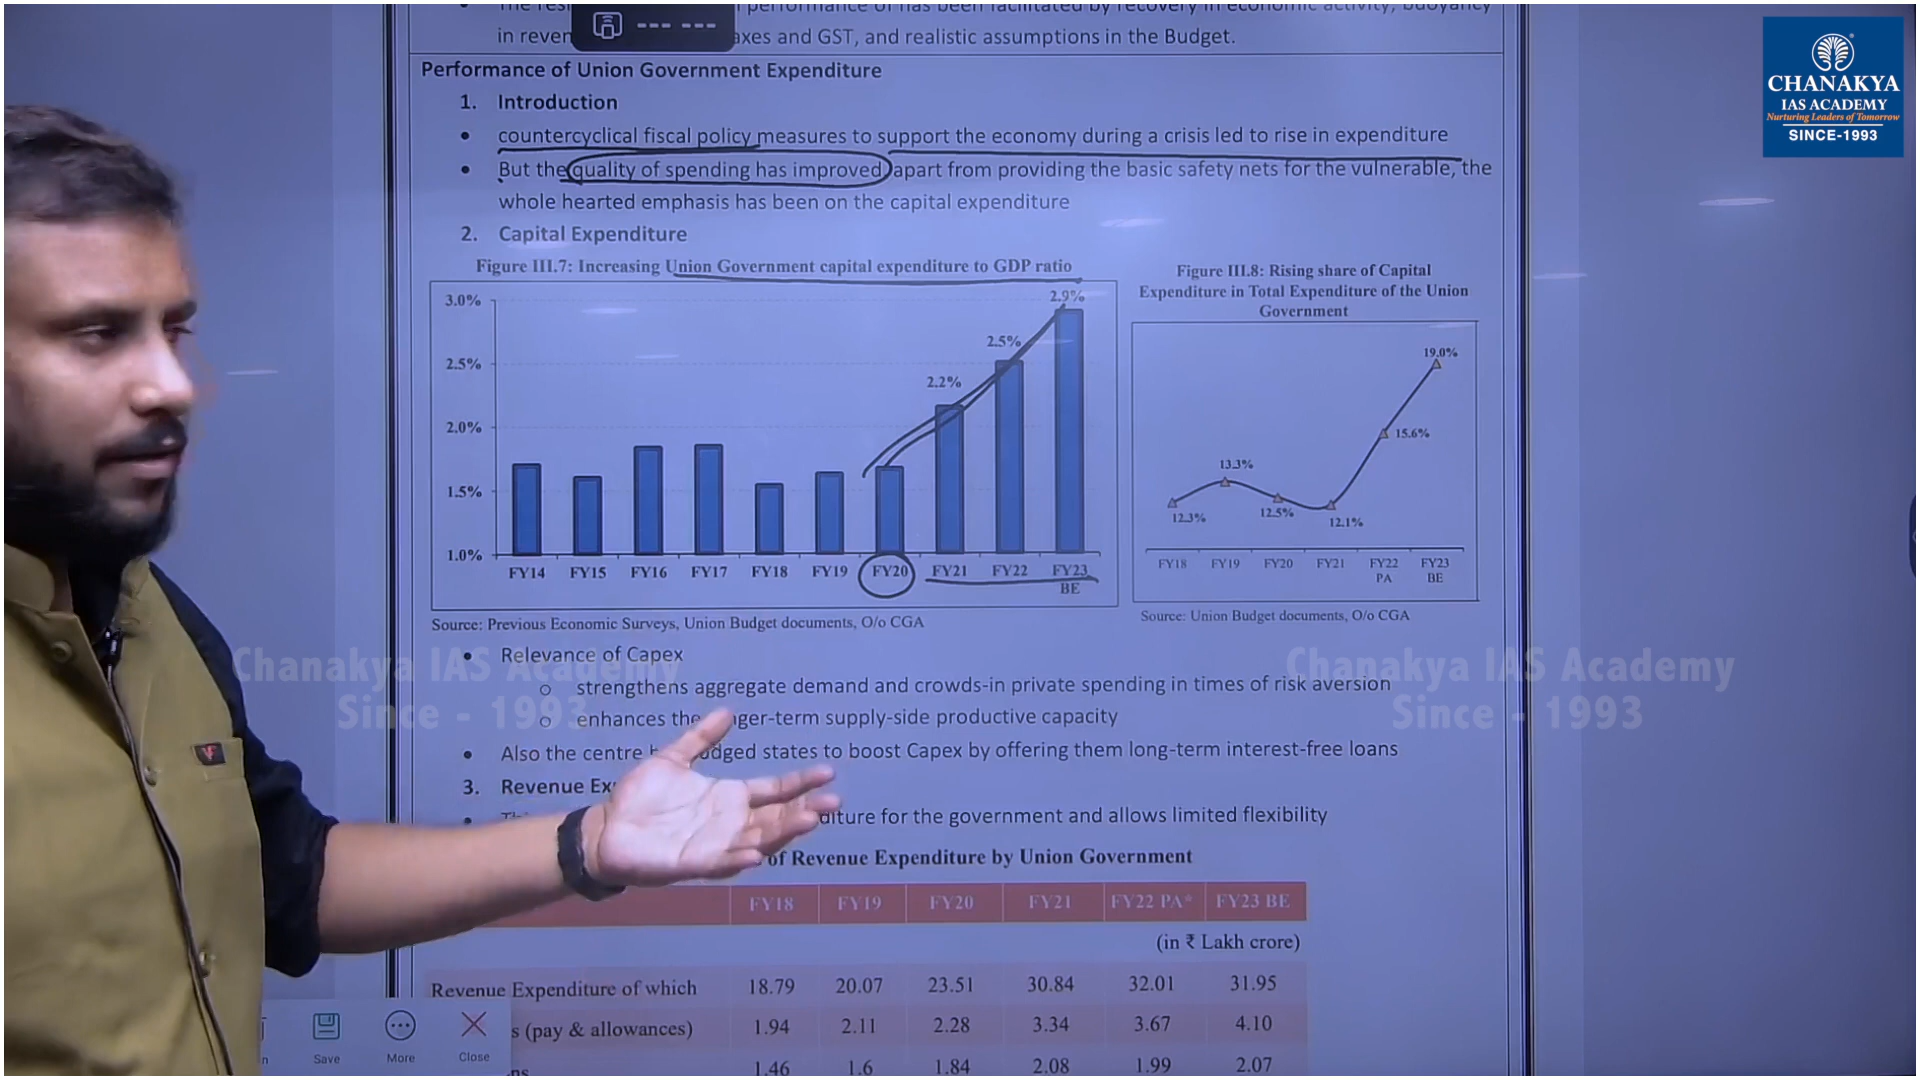 in reven axes and GST, and realistic assumptions in the Budget.
CHANAKYA
IAS ACADEMY
Nurturing Leaders of Tomorrow
SINCE-1993
Performance of Union Government Expenditure
1. Introduction
• countercyclical fiscal policy measures to support the economy during a crisis led to rise in expenditure
• But the quality of spending has improved apart from providing the basic safety nets for the vulnerable, the
whole hearted emphasis has been on the capital expenditure
2. Capital Expenditure
Figure III.7: Increasing Union Government capital expenditure to GDP ratio
3.0%
2.5%
2.0%
1.5%
1.0%
2.2%
2.5%
2.9%
FY14 FY15 FY16 FY17 FY18 FY19 FY20 FY21 FY22 FY23
BE
Source: Previous Economic Surveys, Union Budget documents, O/o CGA
Figure III.8: Rising share of Capital
Expenditure in Total Expenditure of the Union
Government
12.3%
13.3%
12.5%
12.1%
15.6%
19.0%
FY18 FY19 FY20 FY21 FY22 FY23
PA BE
Source: Union Budget documents, O/o CGA
• Relevance of Capex
o strengthens aggregate demand and crowds-in private spending in times of risk aversion
o enhances the ger-term supply-side productive capacity
• Also the centre dged states to boost Capex by offering them long-term interest-free loans
Chanakya IAS Academy
Since - 1993
Chanakya IAS Academy
Since - 1993
3. Revenue Ex
• diture for the government and allows limited flexibility
of Revenue Expenditure by Union Government
FY18 FY19 FY20 FY21 FY22 PA* FY23 BE
(in ₹ Lakh crore)
Revenue Expenditure of which 18.79 20.07 23.51 30.84 32.01 31.95
s (pay & allowances) 1.94 2.11 2.28 3.34 3.67 4.10
ns 1.46 1.6 1.84 2.08 1.99 2.07
n Save More Close